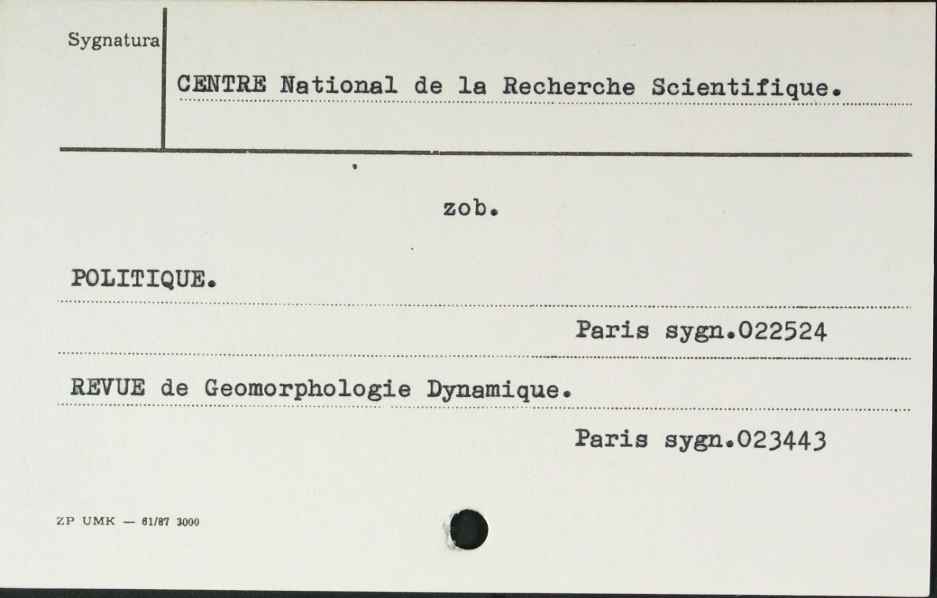 Sygnatura
CENTRE National de la Recherche Scientifique.
zob.
POLITIQUE.
Paris sygn.022524
REVUE de Geomorphologie Dynamique.
Paris sygn.023443
ZP UMK — 61/87 3000